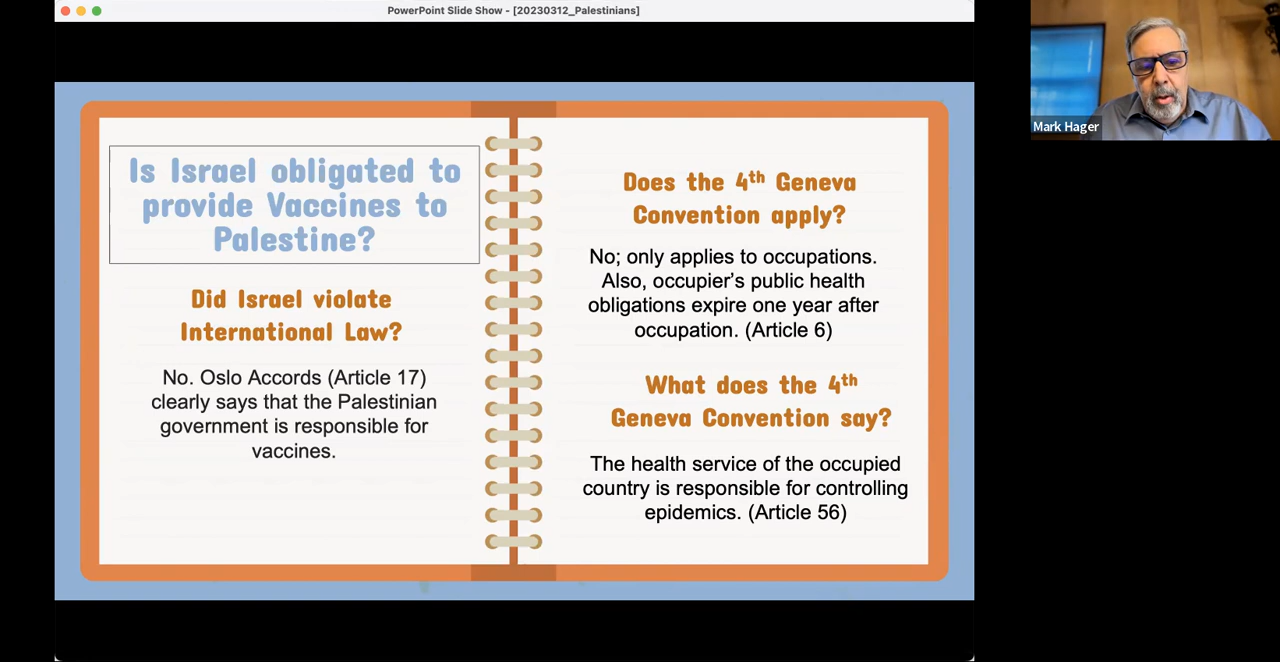 PowerPoint Slide Show - [20230312_Palestinians]
Is Israel obligated to
provide Vaccines to
Palestine?
Did Israel violate
International Law?
No. Oslo Accords (Article 17)
clearly says that the Palestinian
government is responsible for
vaccines.
Does the 4th Geneva
Convention apply?
No; only applies to occupations.
Also, occupier’s public health
obligations expire one year after
occupation. (Article 6)
What does the 4th
Geneva Convention say?
The health service of the occupied
country is responsible for controlling
epidemics. (Article 56)
Mark Hager